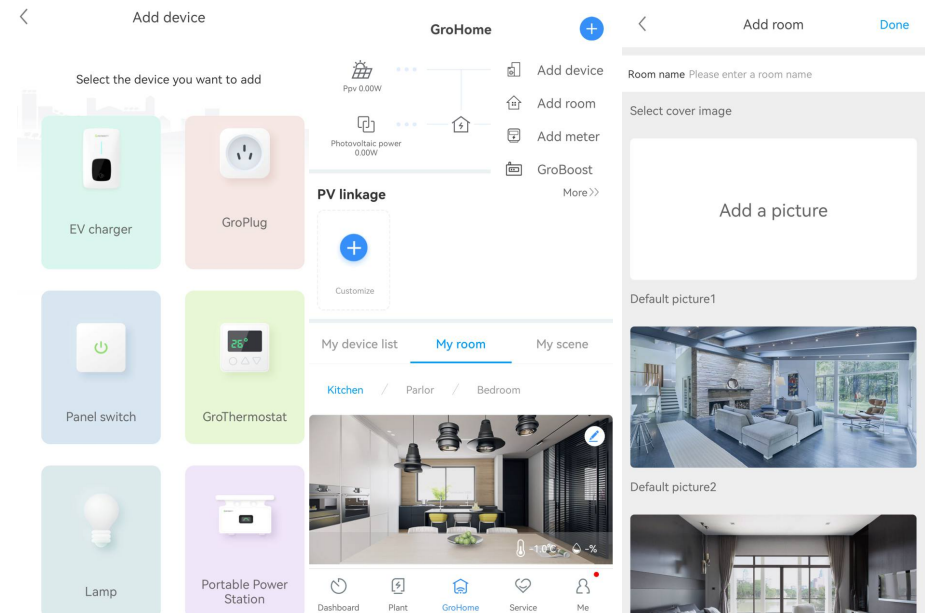 Add device
Select the device you want to add
EV charger
GroPlug
Panel switch
GroThermostat
Lamp
Portable Power
Station
GroHome
Ppv 0.00W
Photovoltaic power
0.00W
Add device
Add room
Add meter
GroBoost
PV linkage
More
Customize
My device list
My room
My scene
Kitchen / Parlor / Bedroom
-1.0℃
-%
Dashboard
Plant
GroHome
Service
Me
Add room
Done
Room name Please enter a room name
Select cover image
Add a picture
Default picture1
Default picture2